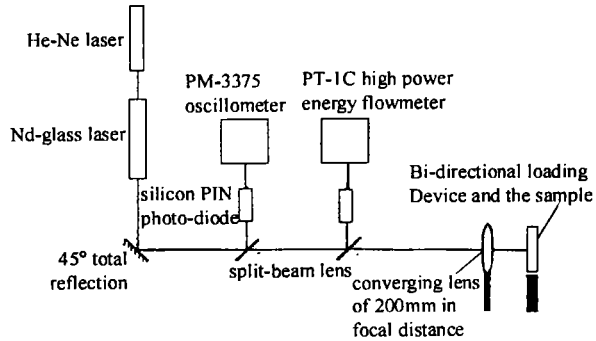 He-Ne laser
Nd-glass laser
PM-3375
oscillometer
PT-1C high power
energy flowmeter
silicon PIN
photo-diode
Bi-directional loading
Device and the sample
45° total
reflection
split-beam lens
converging lens
of 200mm in
focal distance